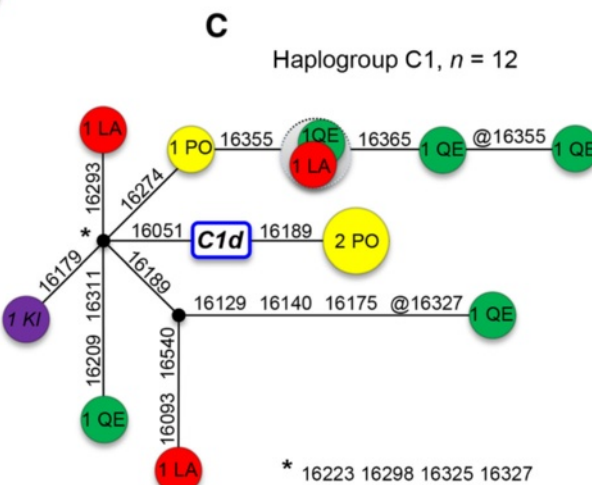 C
Haplogroup C1, n = 12
1 LA
1 PO
16355
1QE
1 LA
16365
1 QE
@16355
1 QE
16293
16274
*
16051
C1d
16189
2 PO
16179
16311
16189
1 KI
16129 16140 16175 @16327
1 QE
16209
16540
1 QE
16093
1 LA
* 16223 16298 16325 16327